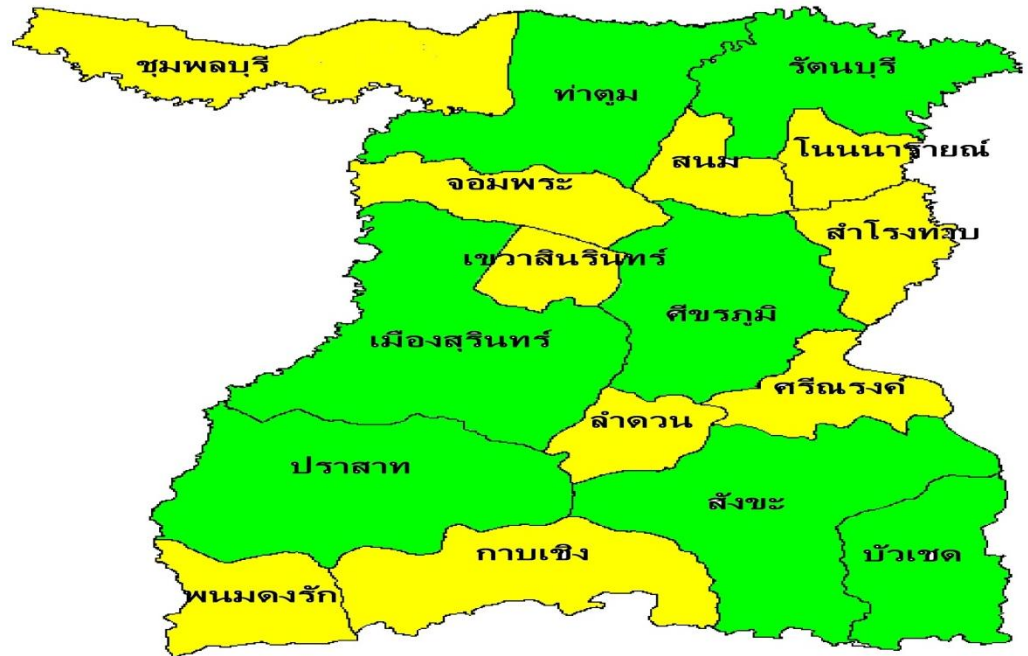 ชุมพลบุรี
รัตนบุรี
ท่าตูม
โนนนารายณ์
สนม
จอมพระ
สำโรงทาบ
เขวาสินรินทร์
ศีขรภูมิ
เมืองสุรินทร์
ศรีณรงค์
ลำดวน
ปราสาท
สังขะ
กาบเชิง
บัวเชด
พนมดงรัก